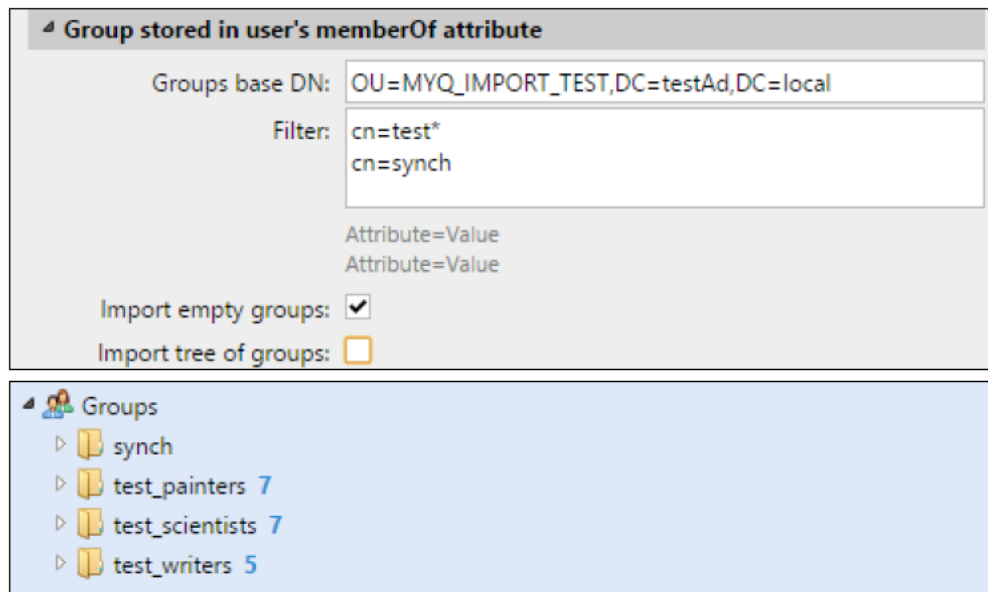 Group stored in user's memberOf attribute
Groups base DN: OU=MYQ_IMPORT_TEST,DC=testAd,DC=local
Filter: cn=test*
cn=synch
Attribute=Value
Attribute=Value
Import empty groups:
Import tree of groups:
Groups
synch
test_painters 7
test_scientists 7
test_writers 5